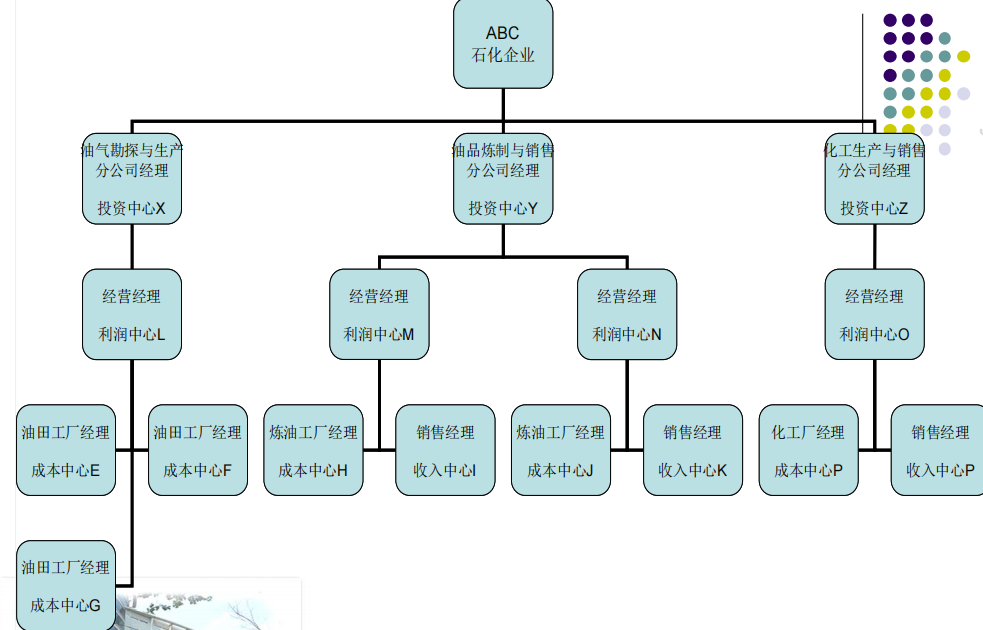 ABC
石化企业
油气勘探与生产
分公司经理
投资中心X
油品炼制与销售
分公司经理
投资中心Y
化工生产与销售
分公司经理
投资中心Z
经营经理
利润中心L
经营经理
利润中心M
经营经理
利润中心N
经营经理
利润中心O
油田工厂经理
成本中心E
油田工厂经理
成本中心F
炼油工厂经理
成本中心H
销售经理
收入中心I
炼油工厂经理
成本中心J
销售经理
收入中心K
化工厂经理
成本中心P
销售经理
收入中心P
油田工厂经理
成本中心G